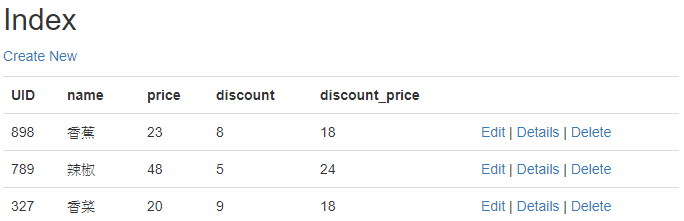 Index
Create New
UID name price discount discount_price
898 香蕉 23 8 18 Edit | Details | Delete
789 辣椒 48 5 24 Edit | Details | Delete
327 香菜 20 9 18 Edit | Details | Delete